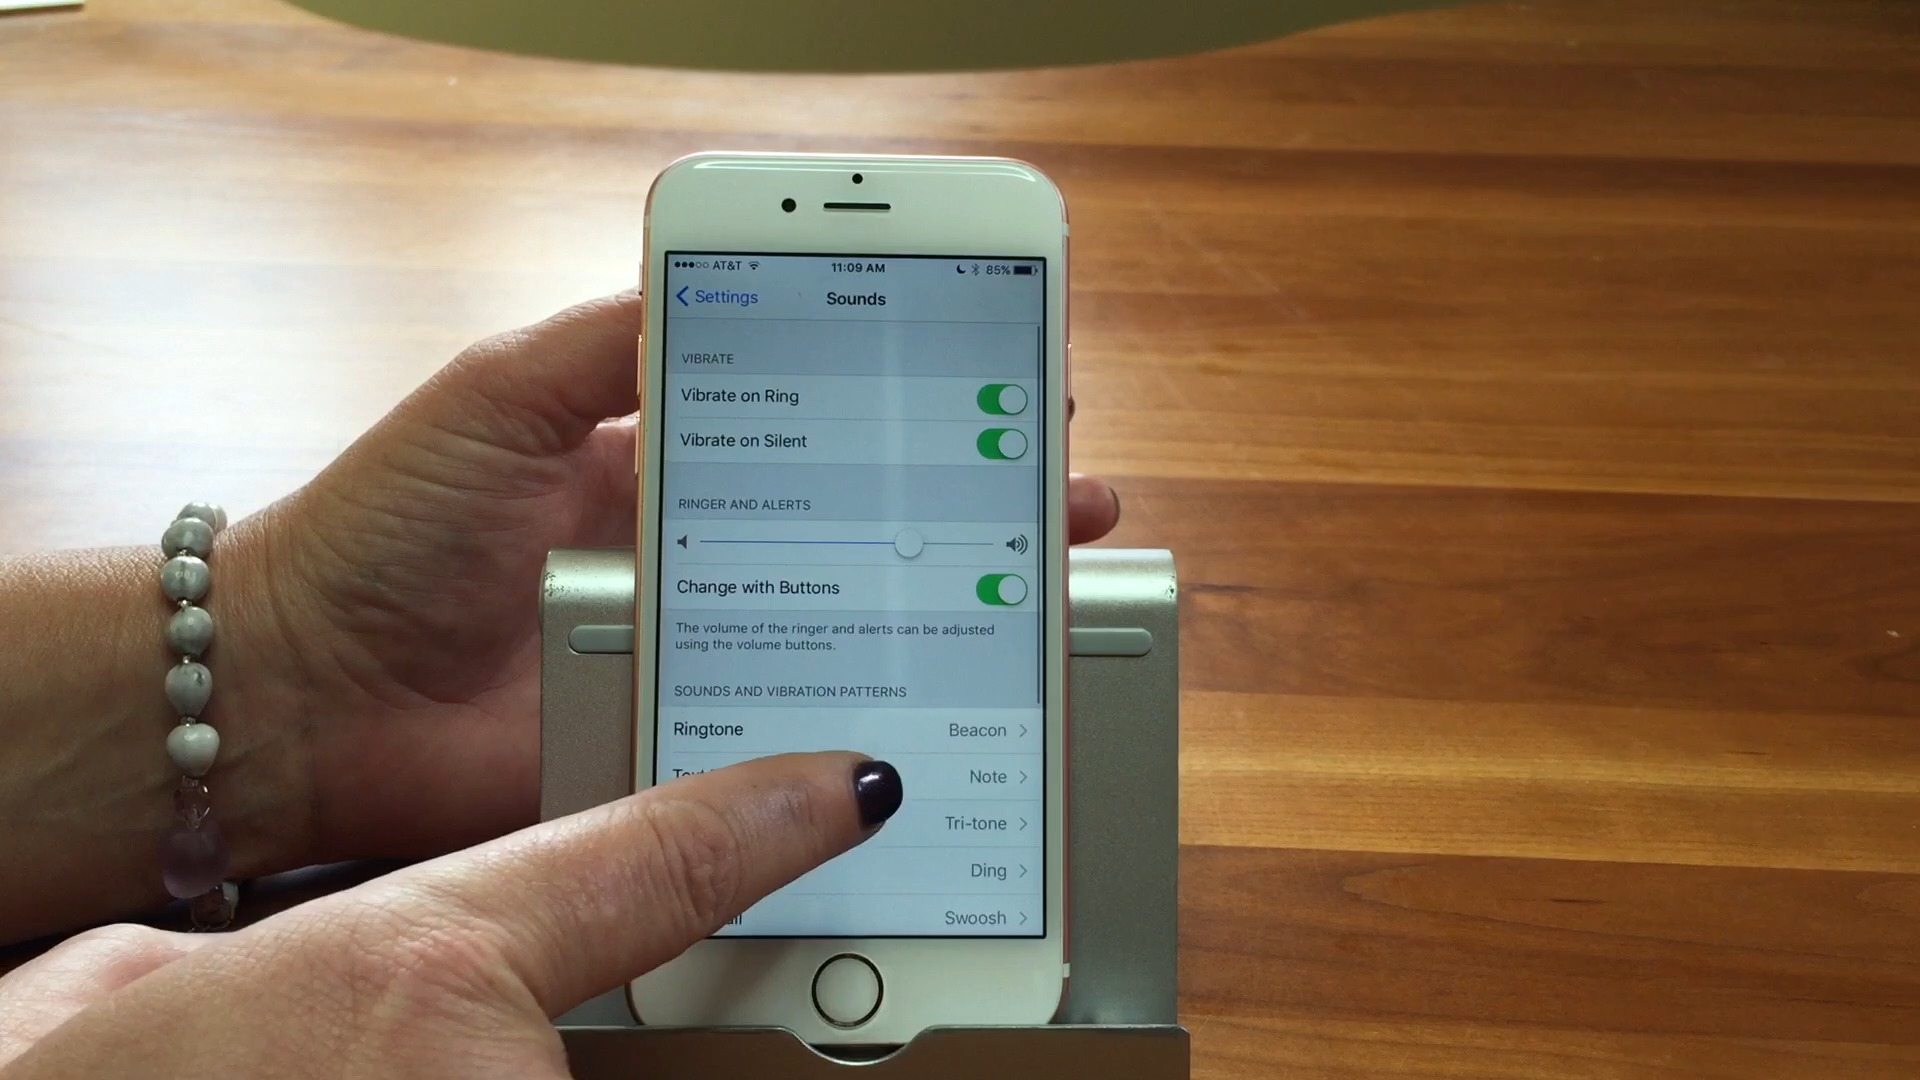 AT&T 11:09 AM 85%
Settings Sounds
VIBRATE
Vibrate on Ring
Vibrate on Silent
RINGER AND ALERTS
Change with Buttons
The volume of the ringer and alerts can be adjusted
using the volume buttons.
SOUNDS AND VIBRATION PATTERNS
Ringtone Beacon
Note
Tri-tone
Ding
Swoosh